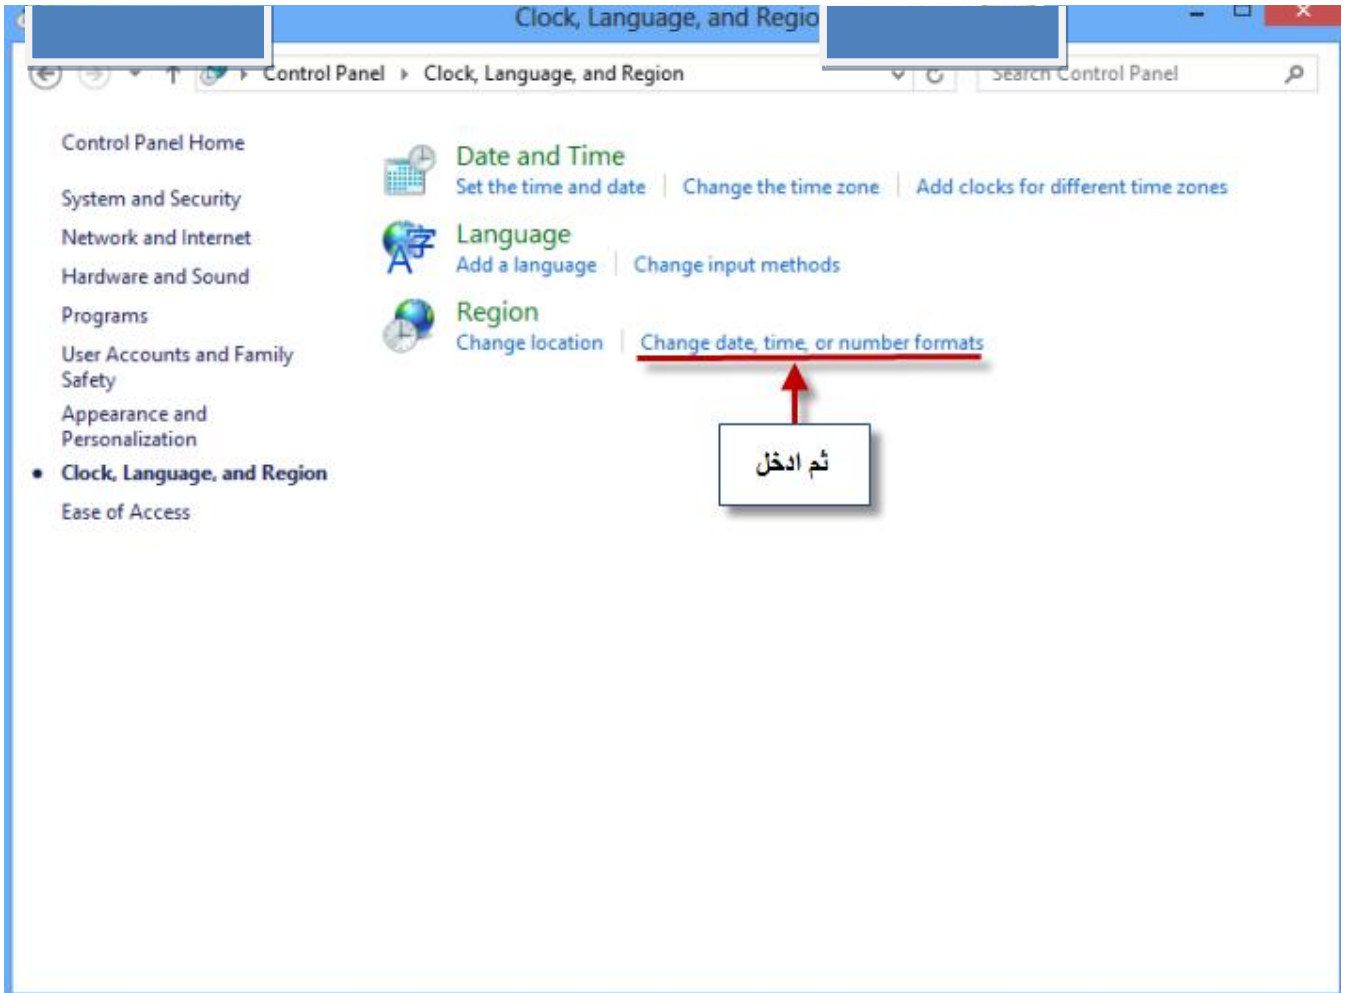 Clock, Language, and Regio
Control Panel Clock, Language, and Region
Search Control Panel
Control Panel Home
System and Security
Network and Internet
Hardware and Sound
Programs
User Accounts and Family
Safety
Appearance and
Personalization
Clock, Language, and Region
Ease of Access
Date and Time
Set the time and date Change the time zone Add clocks for different time zones
Language
Add a language Change input methods
Region
Change location Change date, time, or number formats
ثم ادخل